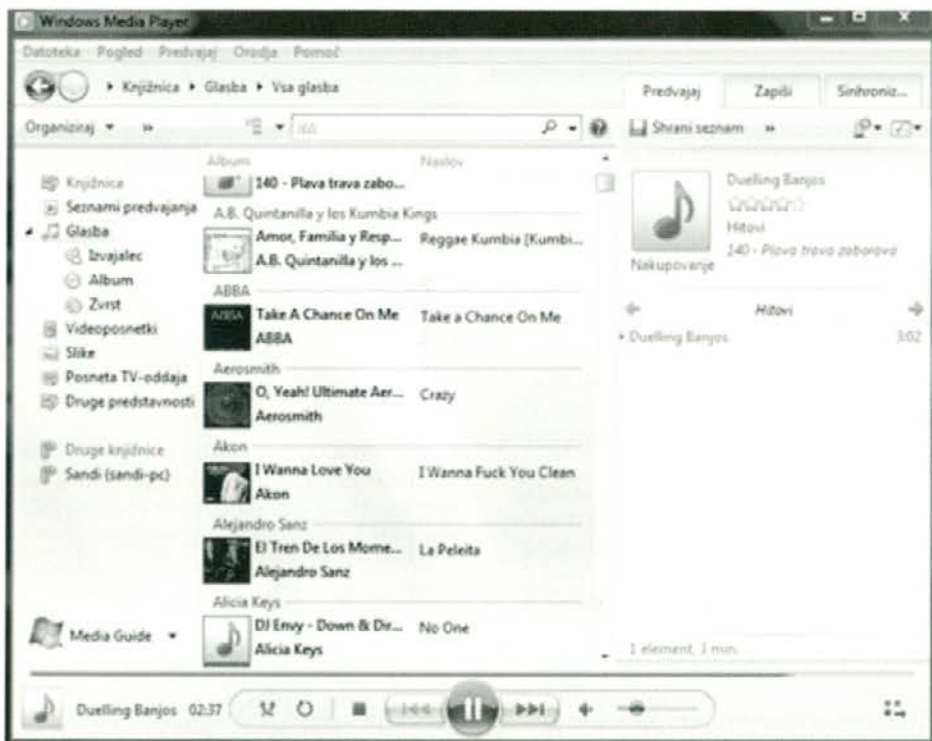 Windows Media Player
Datoteka Pogled Predvajaj Orodja Pomoč
Knjižnica Glasba Vsa glasba
Predvajaj Zapiši Sinhroniz...
Organiziraj »
Shrani seznam »
Album Naslov
Knjižnica
Seznami predvajanja
Glasba
Izvajalec
Album
Zvrst
Videoposnetki
Slike
Posneta TV-oddaja
Druge predstavnosti
Druge knjižnice
Sandi (sandi-pc)
Media Guide
140 - Plava trava zabo...
A.B. Quintanilla y los Kumbia Kings
Amor, Familia y Resp... Reggae Kumbia [Kumbi...
A.B. Quintanilla y los ...
ABBA
ABBA
Take A Chance On Me Take a Chance On Me
ABBA
Aerosmith
O, Yeah! Ultimate Aer... Crazy
Aerosmith
Akon
I Wanna Love You I Wanna Fuck You Clean
Akon
Alejandro Sanz
El Tren De Los Mome... La Peleita
Alejandro Sanz
Alicia Keys
DJ Envy - Down & Dir... No One
Alicia Keys
Duelling Banjos
Hitovi
140 - Plava trava zaborava
Nakupovanje
Hitovi
Duelling Banjos 3:02
1 element, 3 min.
Duelling Banjos 02:37